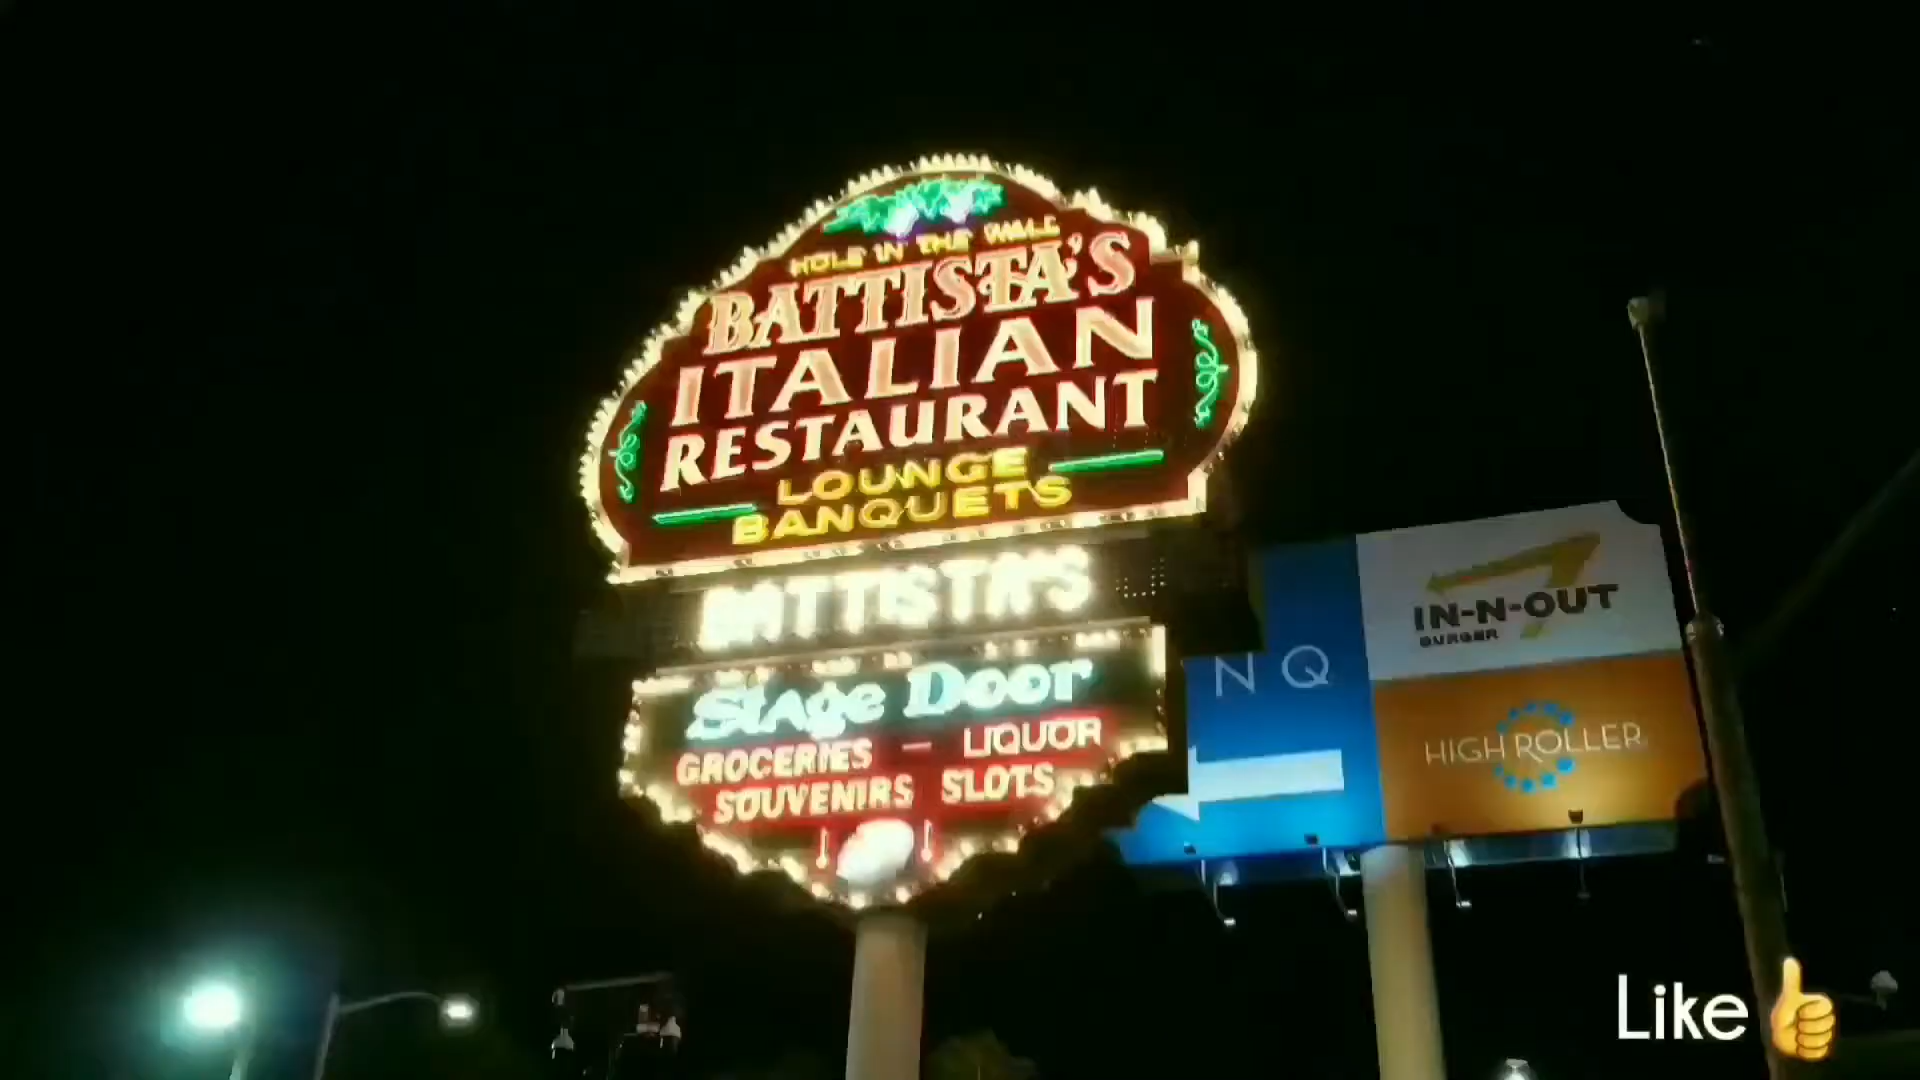 HOLE IN THE WALL
BATTISTA'S
ITALIAN
RESTAURANT
LOUNGE
BANQUETS
BATTISTA'S
Stage Door
GROCERIES — LIQUOR
SOUVENIRS SLOTS
N Q
IN-N-OUT
BURGER
HIGH ROLLER
Like